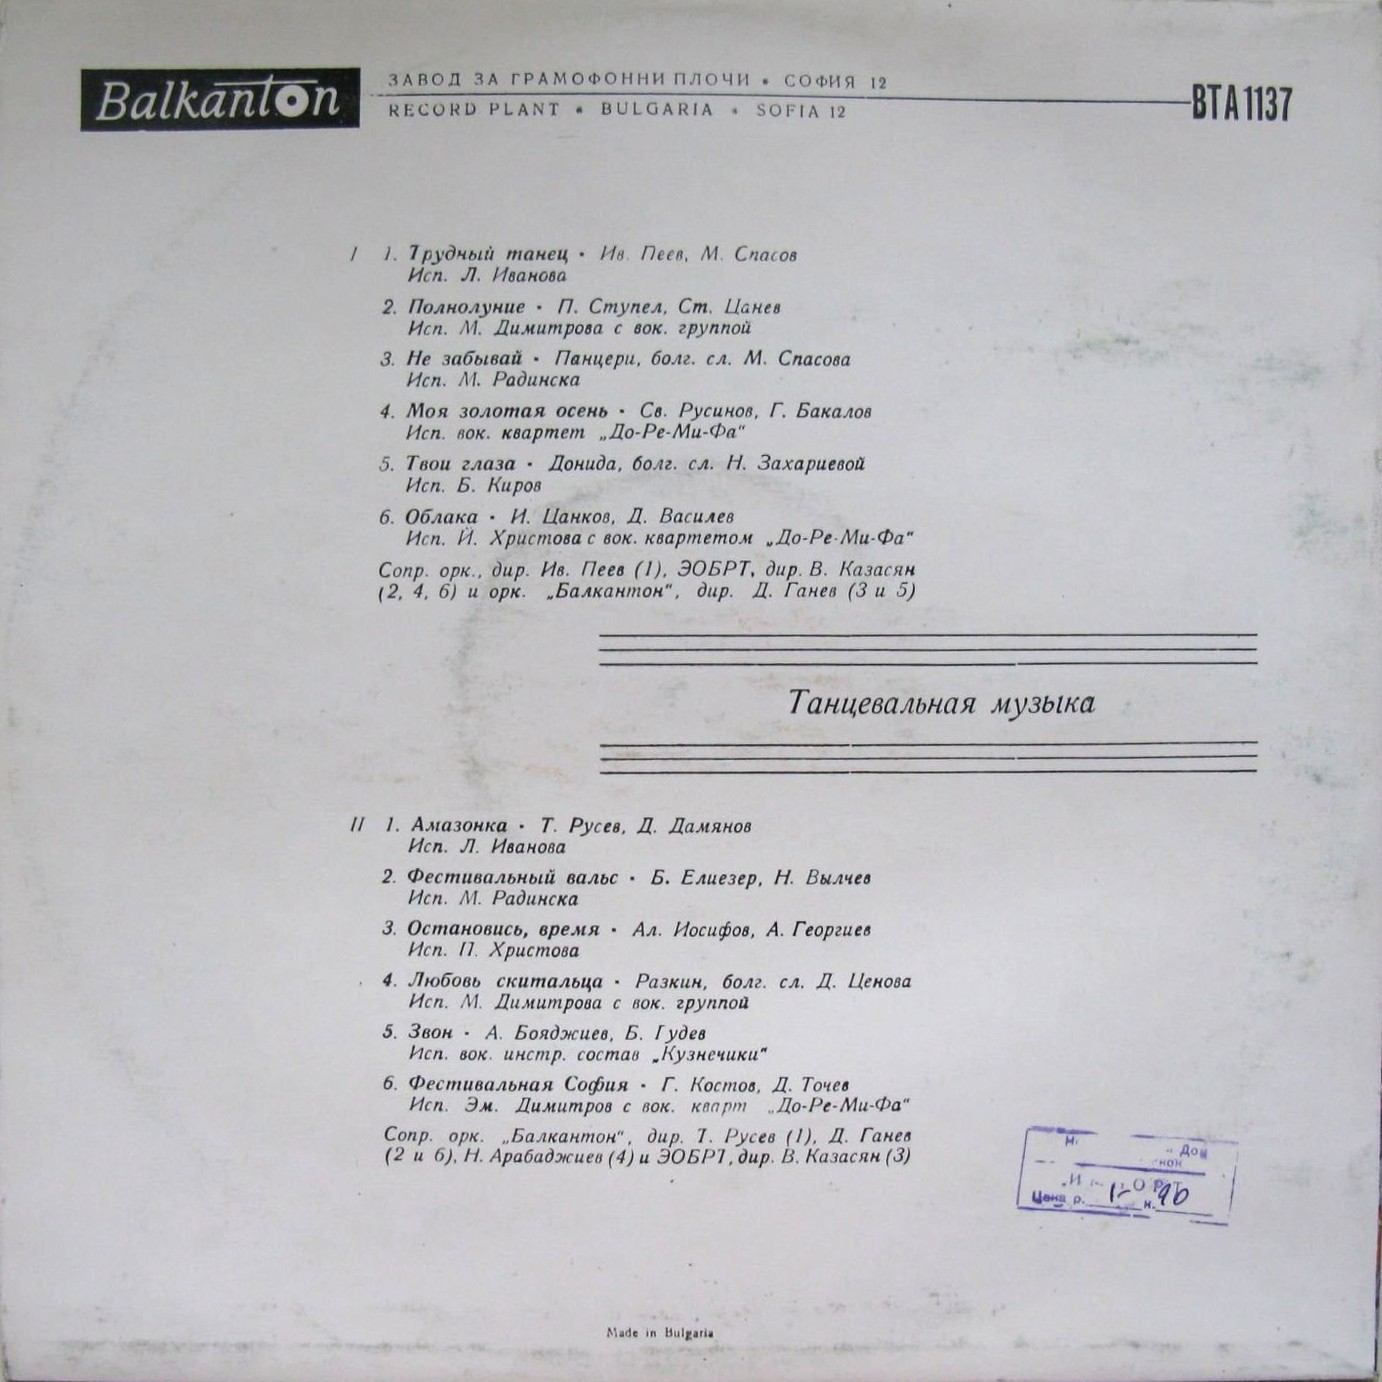 Balkanton
ЗАВОД ЗА ГРАМОФОННИ ПЛОЧИ • СОФИЯ 12
RECORD PLANT • BULGARIA • SOFIA 12
ВТА 1137
I 1. Трудный танец · Ив. Пеев, М. Спасов
Исп. Л. Иванова
2. Полнолуние · П. Ступел, Ст. Цанев
Исп. М. Димитрова с вок. группой
3. Не забывай · Панцери, болг. сл. М. Спасова
Исп. М. Радинска
4. Моя золотая осень · Св. Русинов, Г. Бакалов
Исп. вок. квартет „До-Ре-Ми-Фа"
5. Твои глаза · Донида, болг. сл. Н. Захариевой
Исп. Б. Киров
6. Облака · И. Цанков, Д. Василев
Исп. Й. Христова с вок. квартетом „До-Ре-Ми-Фа"
Сопр. орк., дир. Ив. Пеев (1), ЭОБРТ, дир. В. Казасян
(2, 4, 6) и орк. „Балкантон", дир. Д. Ганев (3 и 5)
Танцевальная музыка
II 1. Амазонка · Т. Русев, Д. Дамянов
Исп. Л. Иванова
2. Фестивальный вальс · Б. Елиезер, Н. Вылчев
Исп. М. Радинска
3. Остановись, время · Ал. Иосифов, А. Георгиев
Исп. П. Христова
4. Любовь скитальца · Разкин, болг. сл. Д. Ценова
Исп. М. Димитрова с вок. группой
5. Звон · А. Бояджиев, Б. Гудев
Исп. вок. инстр. состав „Кузнечики"
6. Фестивальная София · Г. Костов, Д. Точев
Исп. Эм. Димитров с вок. кварт „До-Ре-Ми-Фа"
Сопр. орк. „Балкантон", дир. Т. Русев (1), Д. Ганев
(2 и 6), Н. Арабаджиев (4) и ЭОБРТ, дир. В. Казасян (3)
Цена р. 1- к. 90
Made in Bulgaria